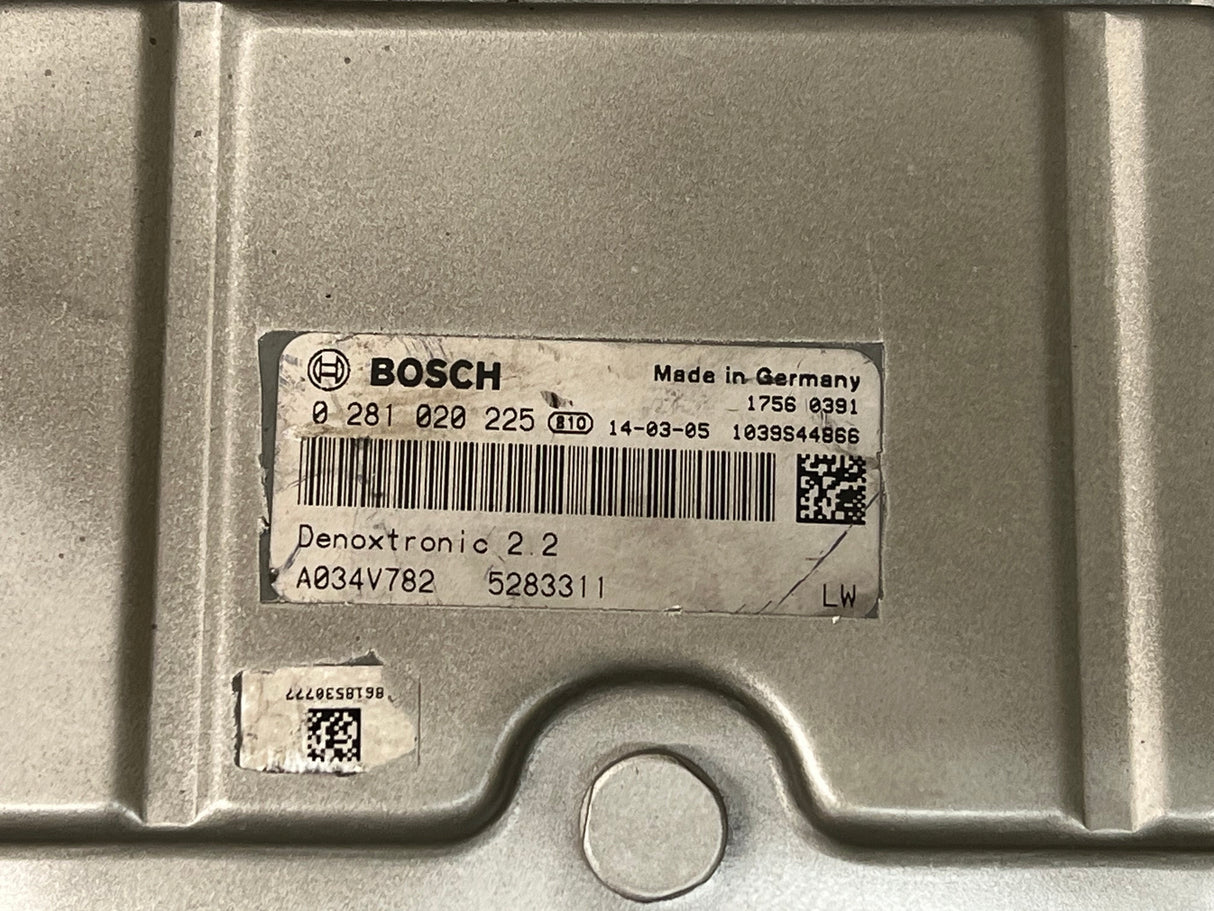 BOSCH
Made in Germany
1756 0391
0 281 020 225 810 14-03-05 1039S44866
Denoxtronic 2.2
A034V782 5283311
LW
8618530777